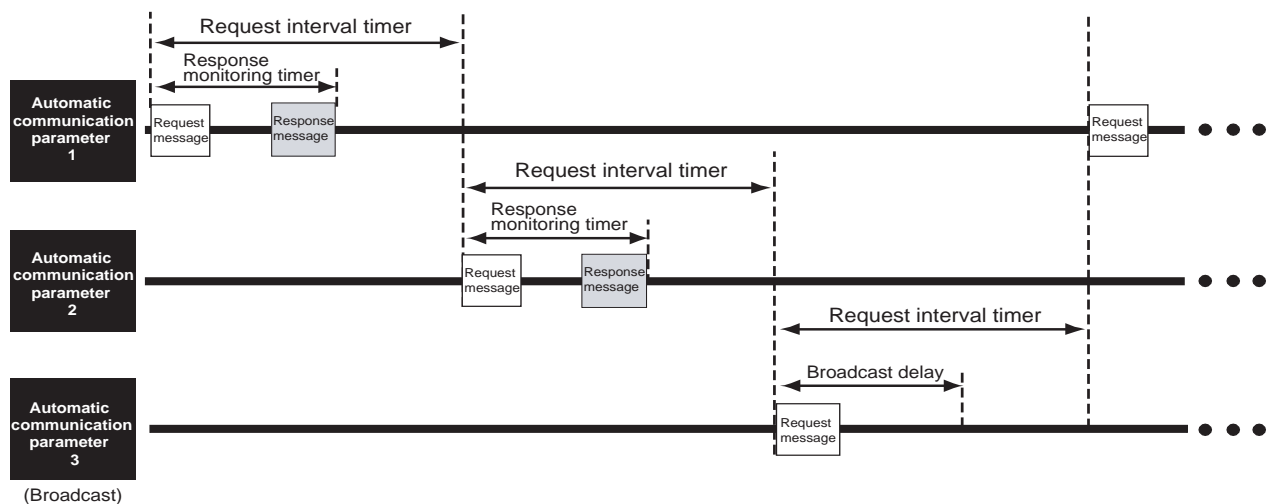 Request interval timer
Response
monitoring timer
Automatic
communication
parameter
1
Request
message
Response
message
Request
message
Request interval timer
Response
monitoring timer
Automatic
communication
parameter
2
Request
message
Response
message
Request interval timer
Broadcast delay
Automatic
communication
parameter
3
Request
message
(Broadcast)